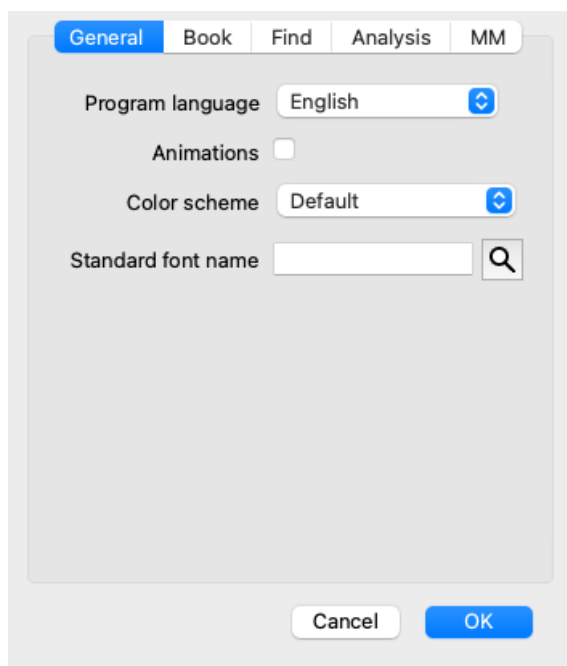 General Book Find Analysis MM
Program language English
Animations
Color scheme Default
Standard font name
Cancel OK